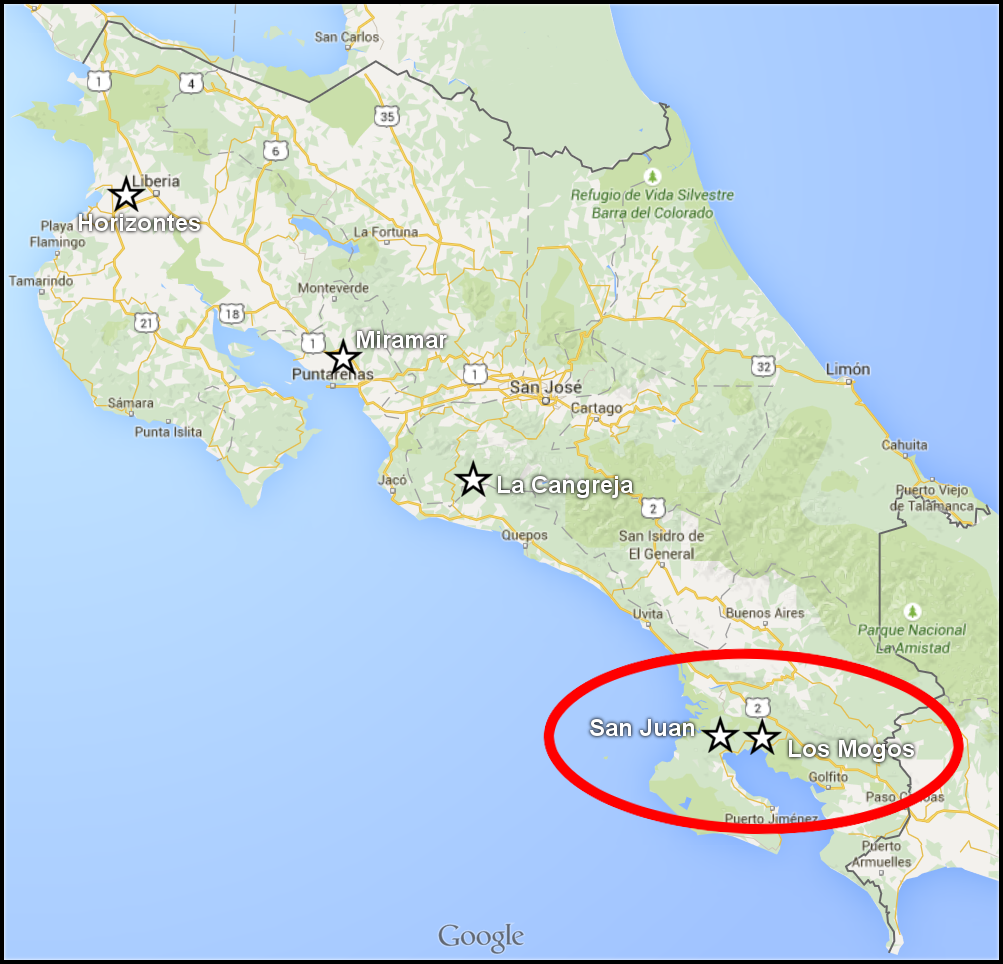 San Carlos
1
4
35
6
Refugio de Vida Silvestre
Barra del Colorado
Liberia
Horizontes
Playa
Flamingo
La Fortuna
Tamarindo
Monteverde
18
21
1
Miramar
Puntarenas
1
32
San José
Limón
Sámara
Cartago
Punta Islita
Cahuita
Jacó
La Cangreja
Puerto Viejo
de Talamanca
2
Quepos
San Isidro de
El General
Uvita
Buenos Aires
Parque Nacional
La Amistad
2
San Juan
Los Mogos
Golfito
Paso Canoas
Puerto Jiménez
Puerto
Armuelles
Google